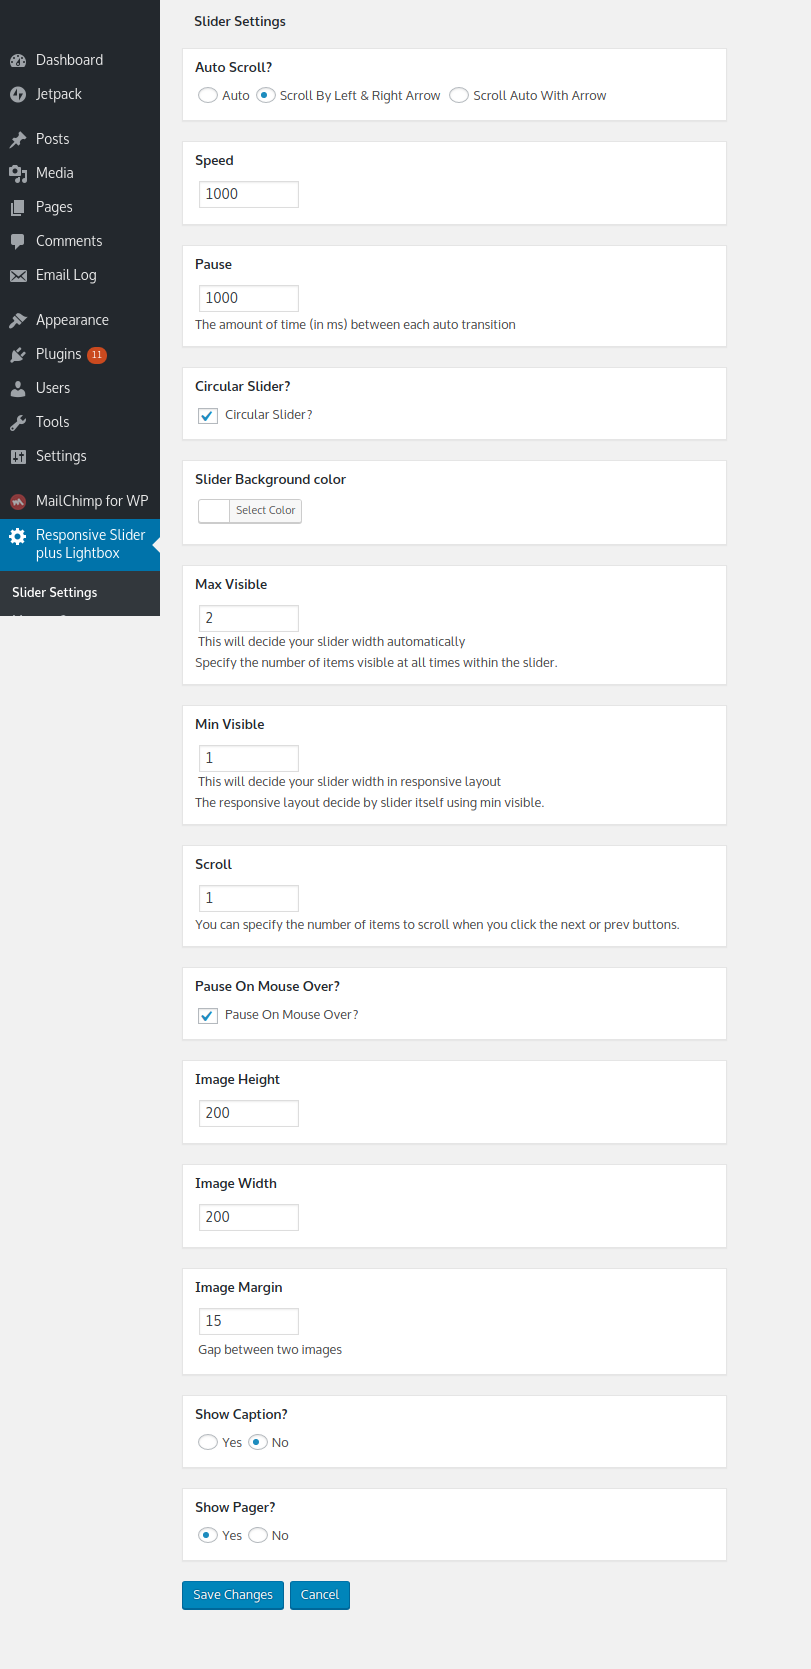 Dashboard
Jetpack
Posts
Media
Pages
Comments
Email Log
Appearance
Plugins 11
Users
Tools
Settings
MailChimp for WP
Responsive Slider
plus Lightbox
Slider Settings
Slider Settings
Auto Scroll?
Auto Scroll By Left & Right Arrow Scroll Auto With Arrow
Speed
1000
Pause
1000
The amount of time (in ms) between each auto transition
Circular Slider?
Circular Slider?
Slider Background color
Select Color
Max Visible
2
This will decide your slider width automatically
Specify the number of items visible at all times within the slider.
Min Visible
1
This will decide your slider width in responsive layout
The responsive layout decide by slider itself using min visible.
Scroll
1
You can specify the number of items to scroll when you click the next or prev buttons.
Pause On Mouse Over?
Pause On Mouse Over?
Image Height
200
Image Width
200
Image Margin
15
Gap between two images
Show Caption?
Yes No
Show Pager?
Yes No
Save Changes Cancel